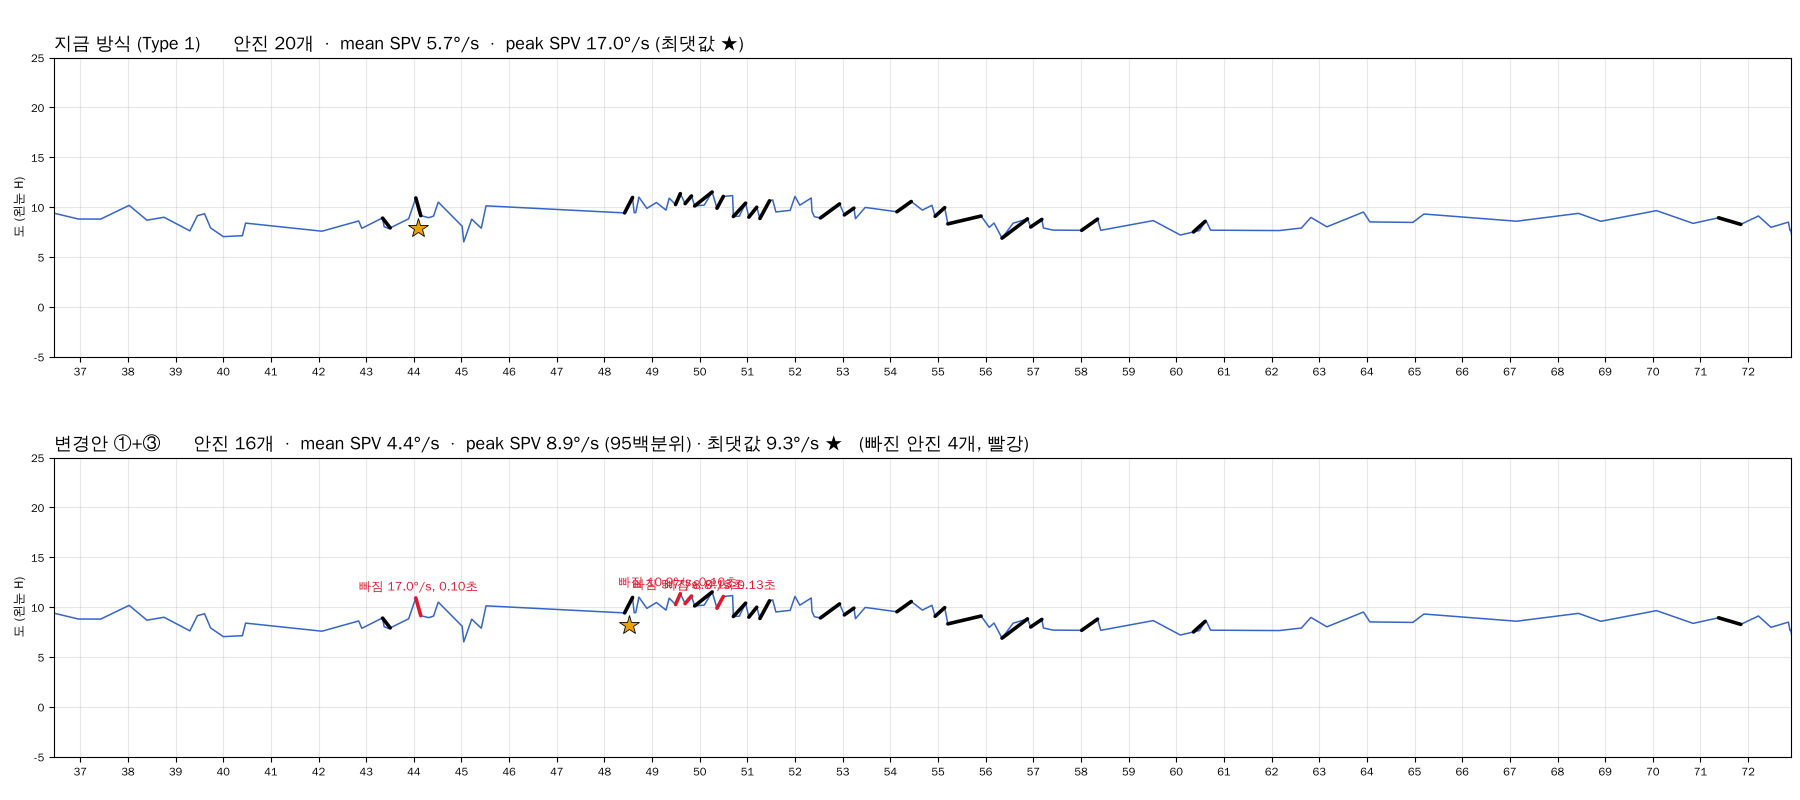 지금 방식 (Type 1)  안진 20개 · mean SPV 5.7°/s · peak SPV 17.0°/s (최댓값 ★)
도 (왼눈 H)
25
20
15
10
5
0
-5
37 38 39 40 41 42 43 44 45 46 47 48 49 50 51 52 53 54 55 56 57 58 59 60 61 62 63 64 65 66 67 68 69 70 71 72
변경안 ①+③  안진 16개 · mean SPV 4.4°/s · peak SPV 8.9°/s (95백분위) · 최댓값 9.3°/s ★ (빠진 안진 4개, 빨강)
도 (왼눈 H)
25
20
15
10
5
0
-5
빠짐 17.0°/s, 0.10초
37 38 39 40 41 42 43 44 45 46 47 48 49 50 51 52 53 54 55 56 57 58 59 60 61 62 63 64 65 66 67 68 69 70 71 72